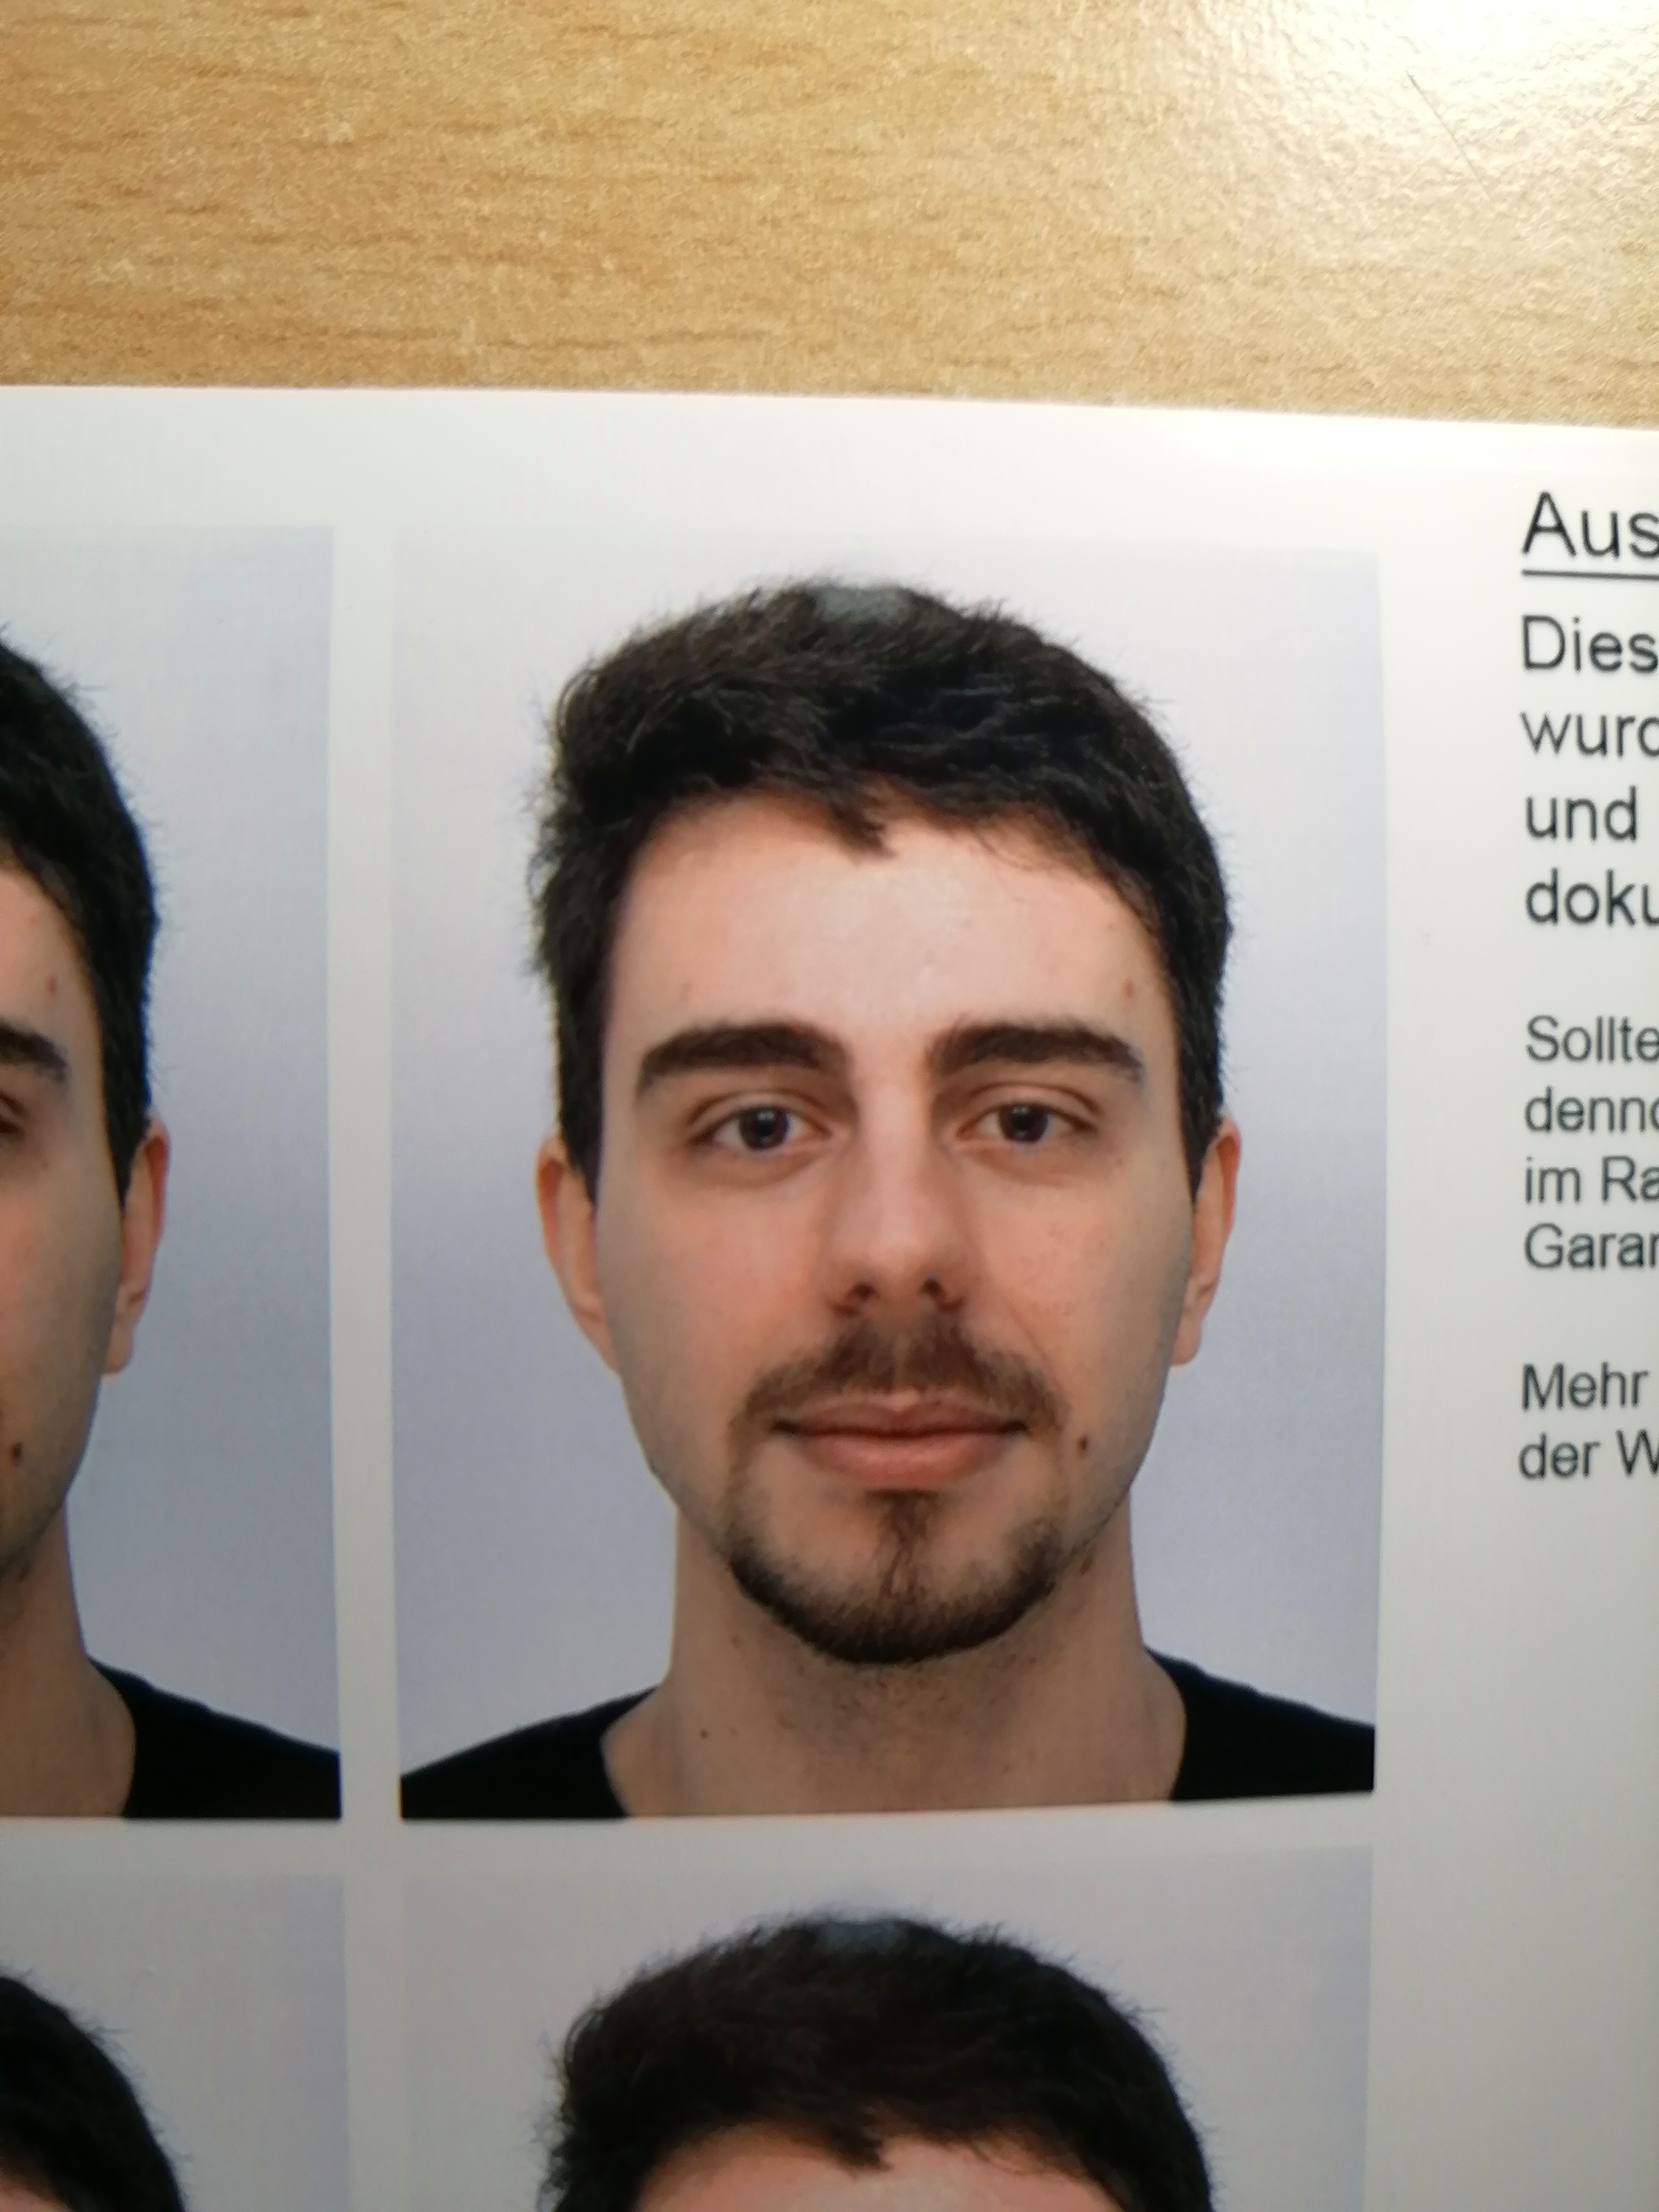 Aus
Dies
wurd
und
doku
Sollte
denno
im Ra
Garan
Mehr
der W